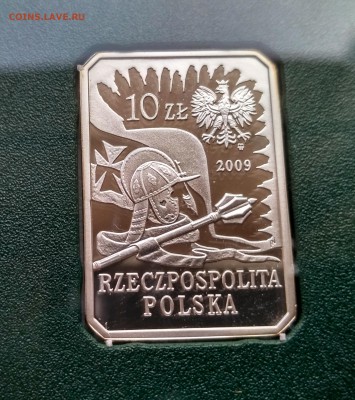 COINS.LAVE.RU
10 ZŁ
2009
RZECZPOSPOLITA
POLSKA